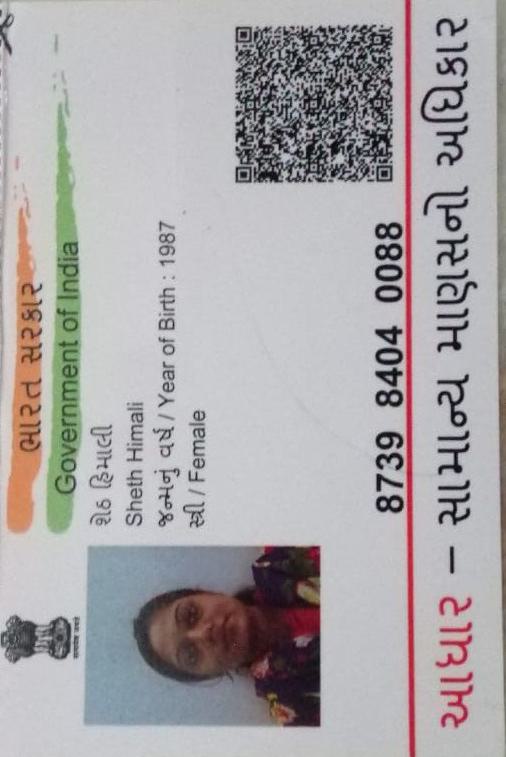 ભારત સરકાર
Government of India
શેઠ હિમાલી
Sheth Himali
જન્મનું વર્ષ / Year of Birth : 1987
સ્ત્રી / Female
8739 8404 0088
આધાર – સામાન્ય માણસનો અધિકાર